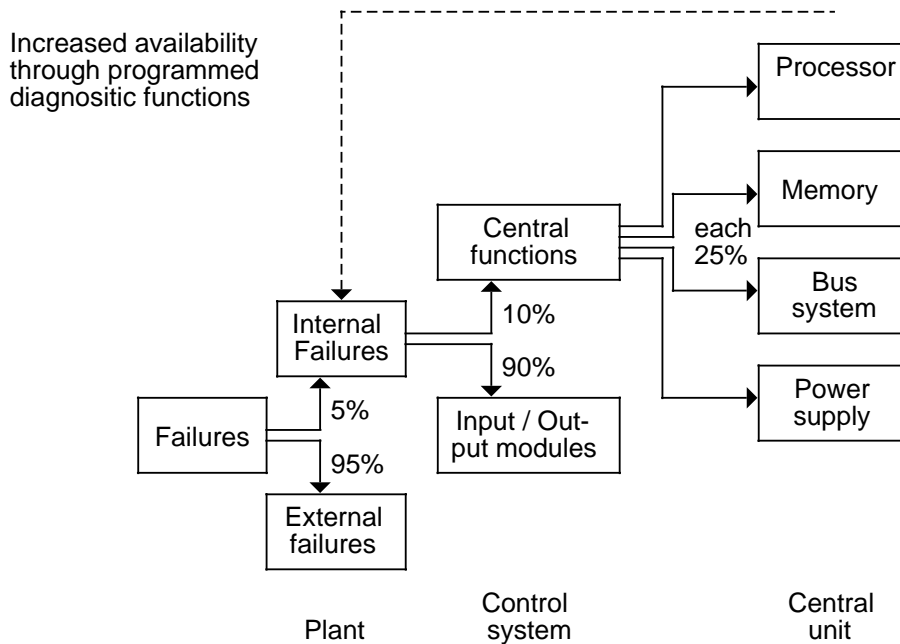 Increased availability
through programmed
diagnositic functions
Processor
Memory
each
25%
Central
functions
Bus
system
10%
Internal
Failures
90%
Power
supply
5%
Input / Out-
put modules
Failures
95%
External
failures
Plant
Control
system
Central
unit